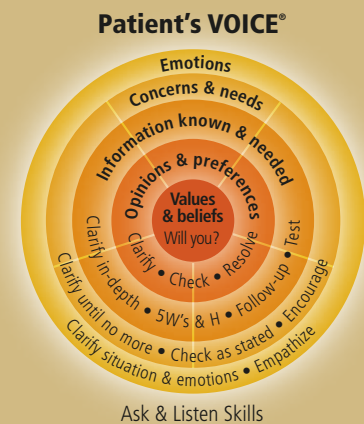 Patient's VOICE®
Emotions
Concerns & needs
Information known & needed
Opinions & preferences
Values
& beliefs
Will you?
Clarify • Check • Resolve
Clarify in-depth • 5W's & H • Follow-up • Test
Clarify until no more • Check as stated • Encourage
Clarify situation & emotions • Empathize
Ask & Listen Skills